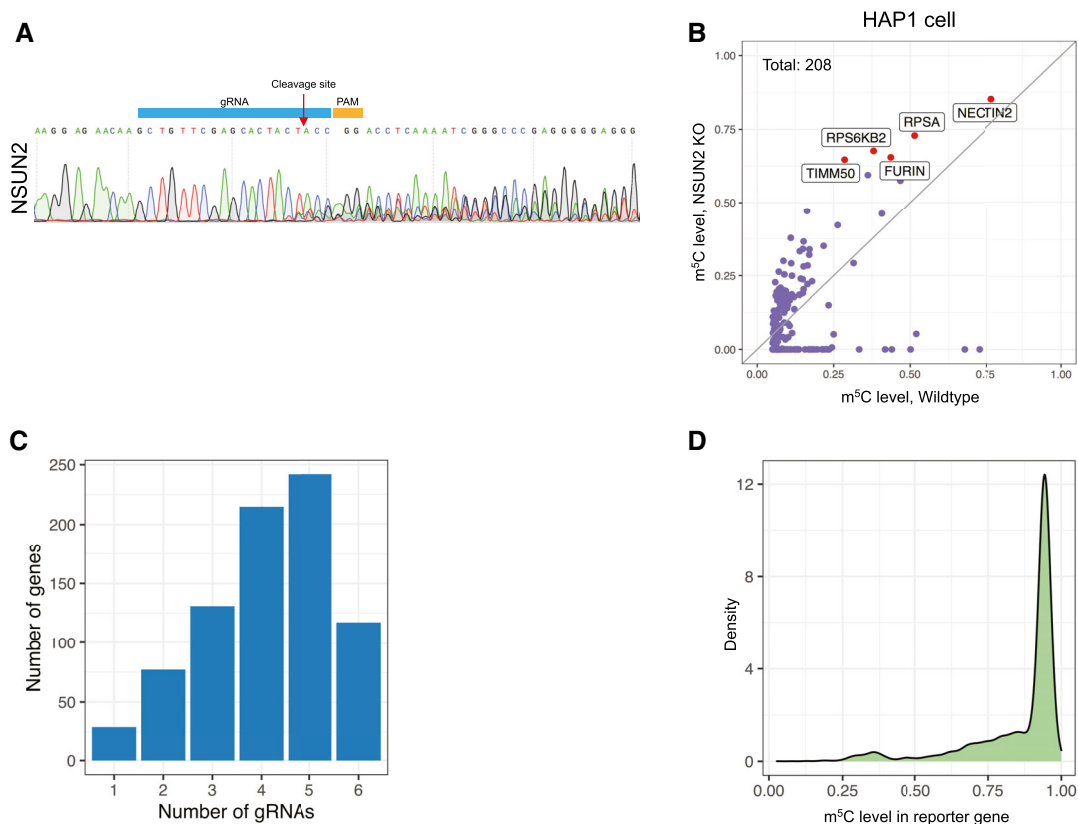 A
Cleavage site
gRNA
PAM
AAGG AG AACAAGCTGTTCGAGCACTACTACC GGACCTCAAAATCGGGCCCGAGGGGGGAGGG
NSUN2
B
HAP1 cell
Total: 208
NECTIN2
RPSA
RPS6KB2
TIMM50
FURIN
1.00
0.75
0.50
0.25
0.00
m⁵C level, NSUN2 KO
0.00 0.25 0.50 0.75 1.00
m⁵C level, Wildtype
C
250
200
150
100
50
0
Number of genes
1 2 3 4 5 6
Number of gRNAs
D
12
8
4
0
Density
0.00 0.25 0.50 0.75 1.00
m⁵C level in reporter gene